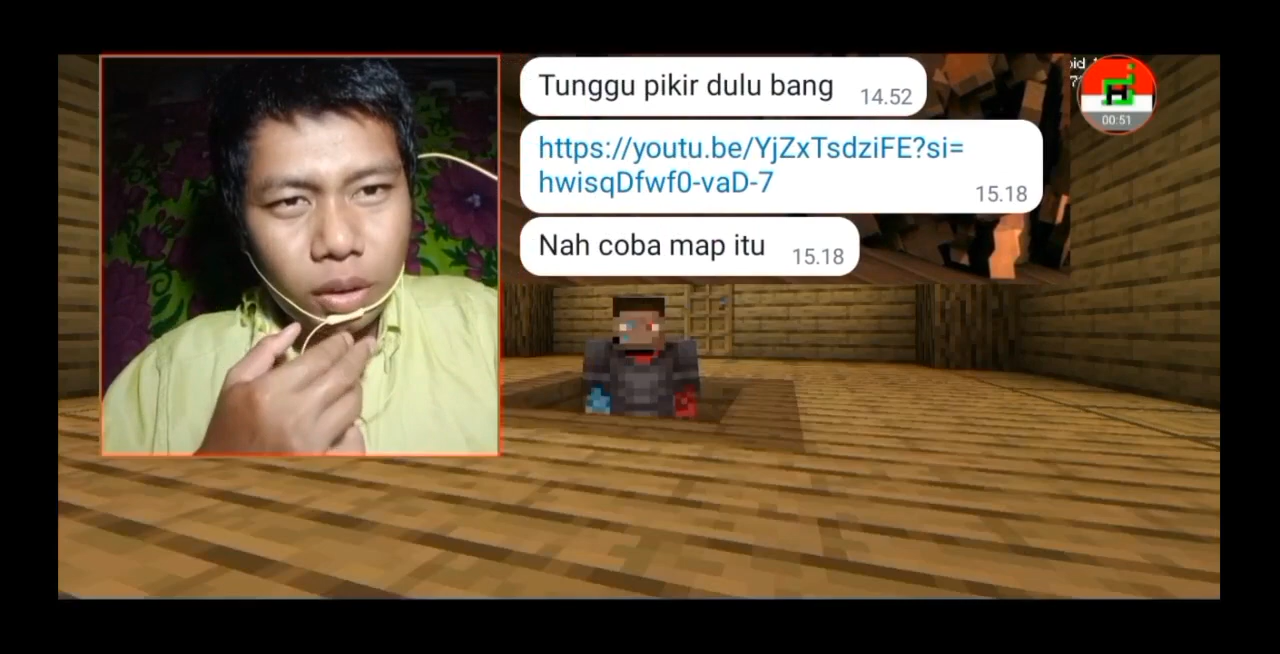 Tunggu pikir dulu bang
14.52
https://youtu.be/YjZxTsdziFE?si=
hwisqDfwf0-vaD-7
15.18
Nah coba map itu
15.18
00:51